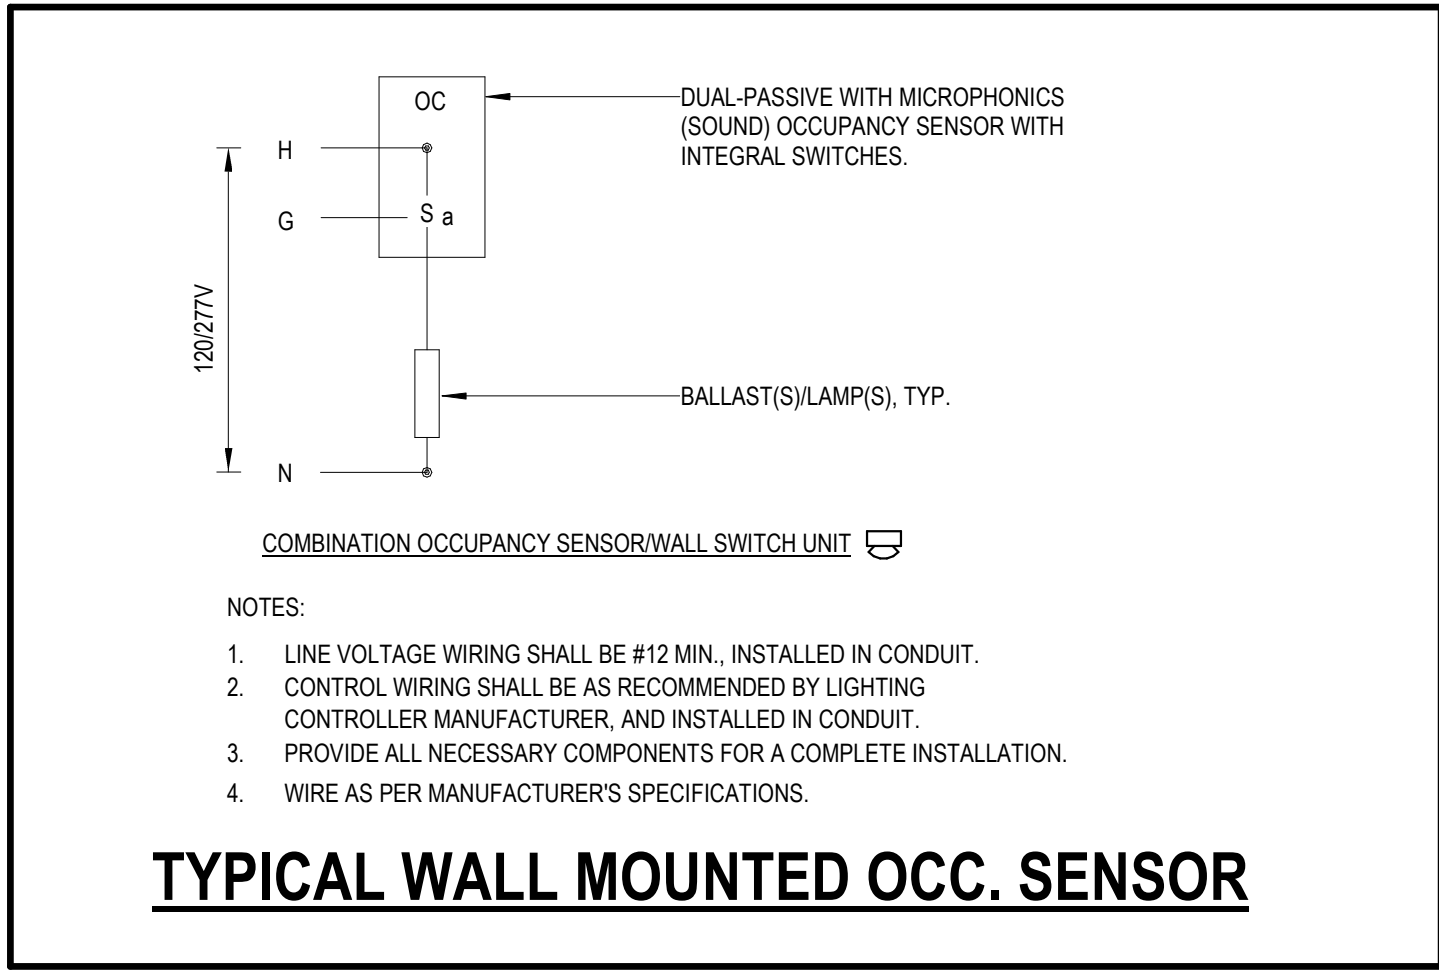 OC
DUAL-PASSIVE WITH MICROPHONICS
(SOUND) OCCUPANCY SENSOR WITH
INTEGRAL SWITCHES.
H
G
S a
120/277V
BALLAST(S)/LAMP(S), TYP.
N
COMBINATION OCCUPANCY SENSOR/WALL SWITCH UNIT
NOTES:
1. LINE VOLTAGE WIRING SHALL BE #12 MIN., INSTALLED IN CONDUIT.
2. CONTROL WIRING SHALL BE AS RECOMMENDED BY LIGHTING
CONTROLLER MANUFACTURER, AND INSTALLED IN CONDUIT.
3. PROVIDE ALL NECESSARY COMPONENTS FOR A COMPLETE INSTALLATION.
4. WIRE AS PER MANUFACTURER'S SPECIFICATIONS.
TYPICAL WALL MOUNTED OCC. SENSOR